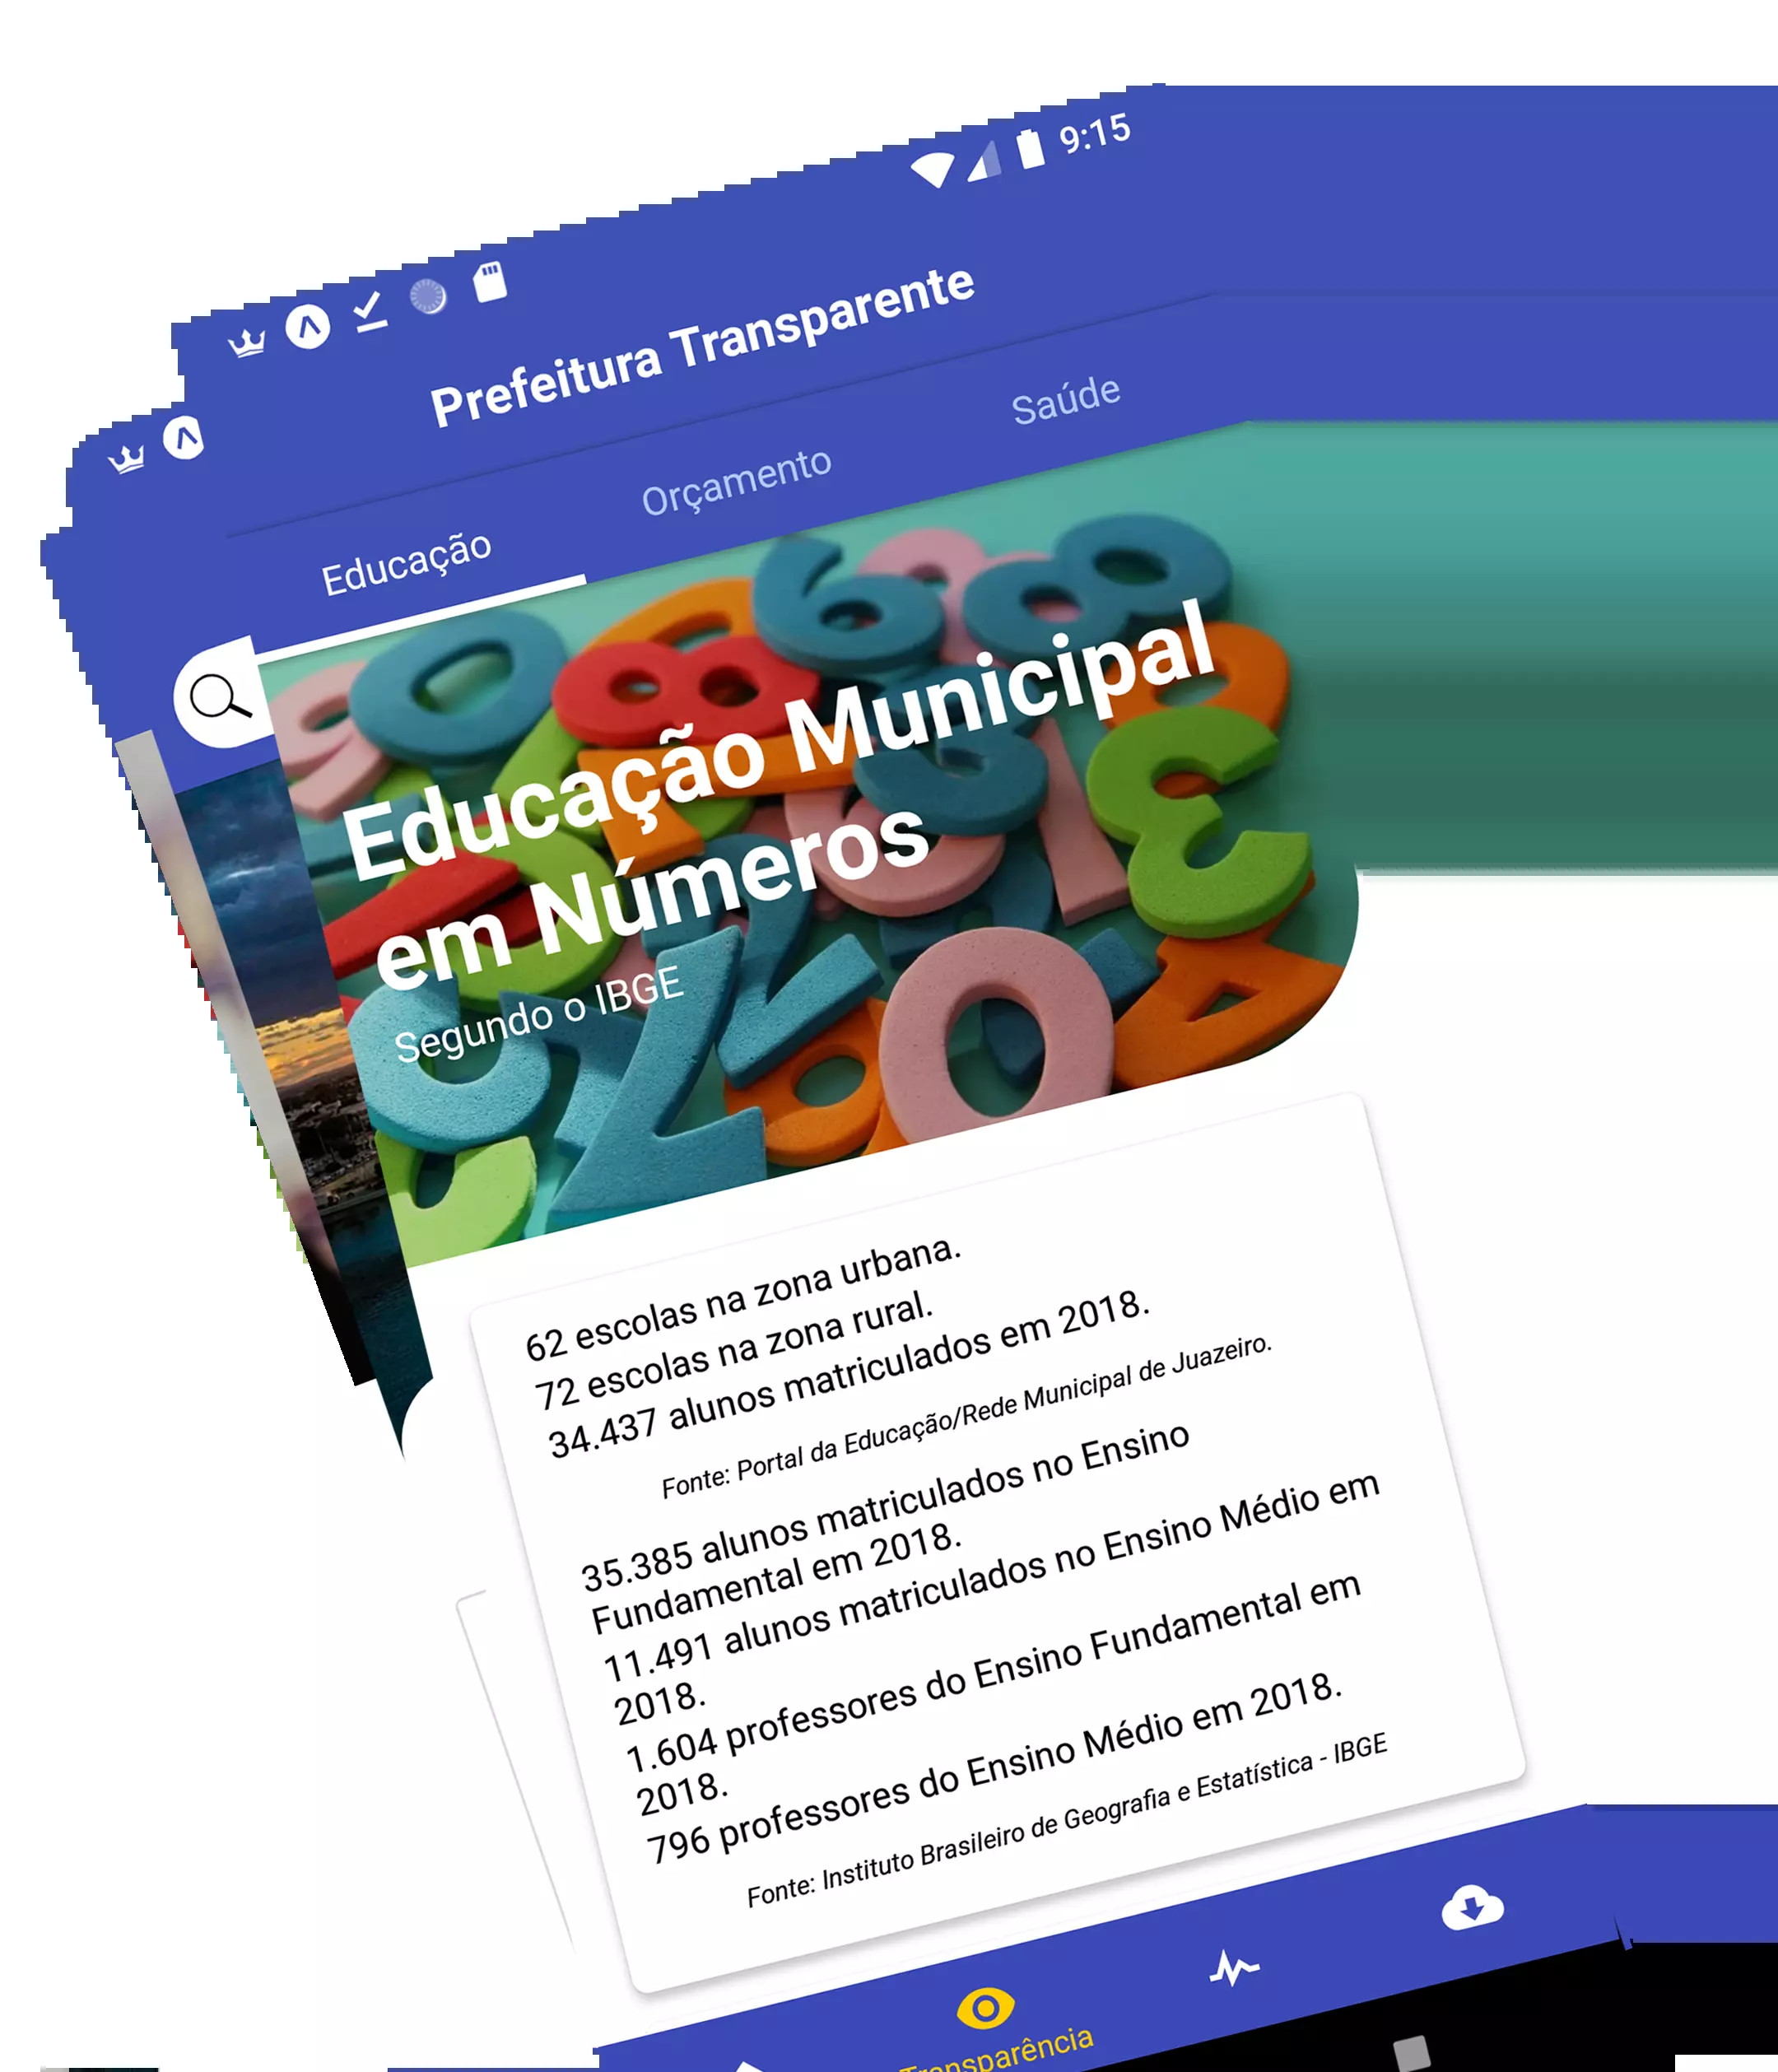 9:15
Prefeitura Transparente
Educação
Orçamento
Saúde
Educação Municipal
em Números
Segundo o IBGE
62 escolas na zona urbana.
72 escolas na zona rural.
34.437 alunos matriculados em 2018.
Fonte: Portal da Educação/Rede Municipal de Juazeiro.
35.385 alunos matriculados no Ensino
Fundamental em 2018.
11.491 alunos matriculados no Ensino Médio em
2018.
1.604 professores do Ensino Fundamental em
2018.
796 professores do Ensino Médio em 2018.
Fonte: Instituto Brasileiro de Geografia e Estatística - IBGE
Transparência